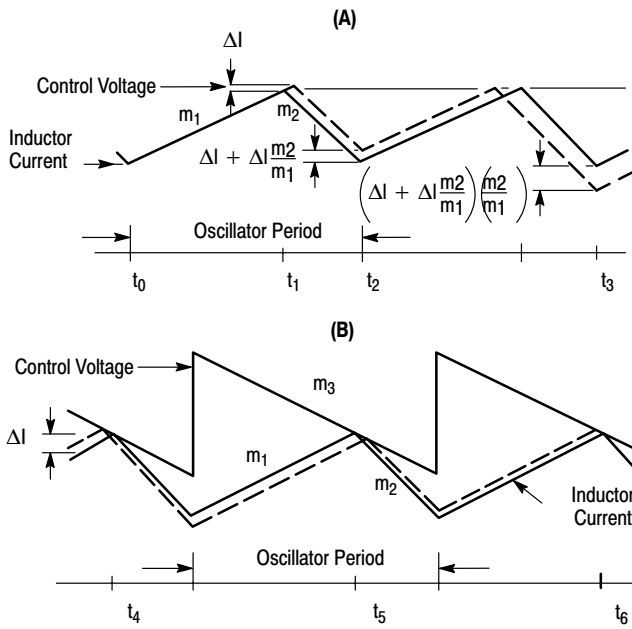 (A)
ΔI
Control Voltage
m1
m2
Inductor
Current
ΔI + ΔI m2/m1
(ΔI + ΔI m2/m1)(m2/m1)
Oscillator Period
t0
t1
t2
t3
(B)
Control Voltage
m3
ΔI
m1
m2
Inductor
Current
Oscillator Period
t4
t5
t6